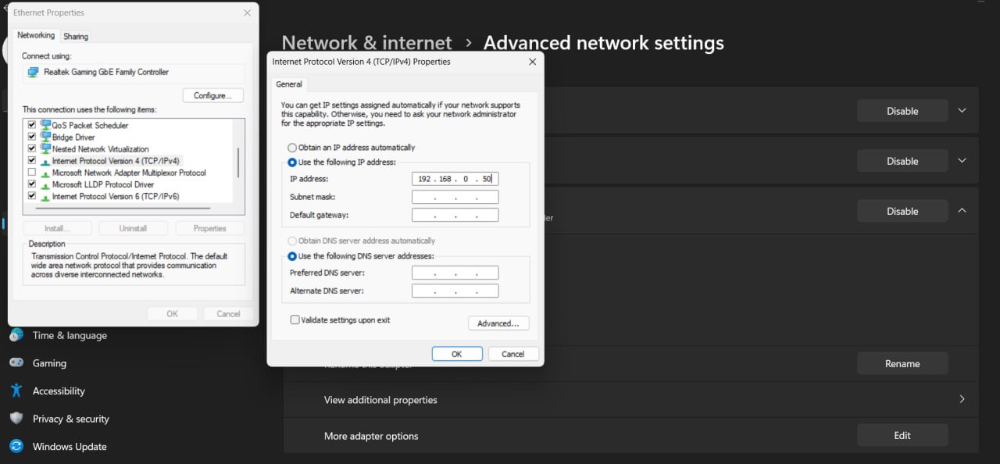 Ethernet Properties
Networking
Sharing
Connect using:
Realtek Gaming GbE Family Controller
Configure...
This connection uses the following items:
QoS Packet Scheduler
Bridge Driver
Nested Network Virtualization
Internet Protocol Version 4 (TCP/IPv4)
Microsoft Network Adapter Multiplexor Protocol
Microsoft LLDP Protocol Driver
Internet Protocol Version 6 (TCP/IPv6)
Install...
Uninstall
Properties
Description
Transmission Control Protocol/Internet Protocol. The default
wide area network protocol that provides communication
across diverse interconnected networks.
OK
Cancel
Time & language
Gaming
Accessibility
Privacy & security
Windows Update
Network & internet › Advanced network settings
Internet Protocol Version 4 (TCP/IPv4) Properties
General
You can get IP settings assigned automatically if your network supports
this capability. Otherwise, you need to ask your network administrator
for the appropriate IP settings.
Obtain an IP address automatically
Use the following IP address:
IP address:
192 . 168 . 0 . 50
Subnet mask:
. . .
Default gateway:
. . .
Obtain DNS server address automatically
Use the following DNS server addresses:
Preferred DNS server:
. . .
Alternate DNS server:
. . .
Validate settings upon exit
Advanced...
OK
Cancel
Disable
Disable
ler
Disable
Rename this adapter
Rename
View additional properties
More adapter options
Edit